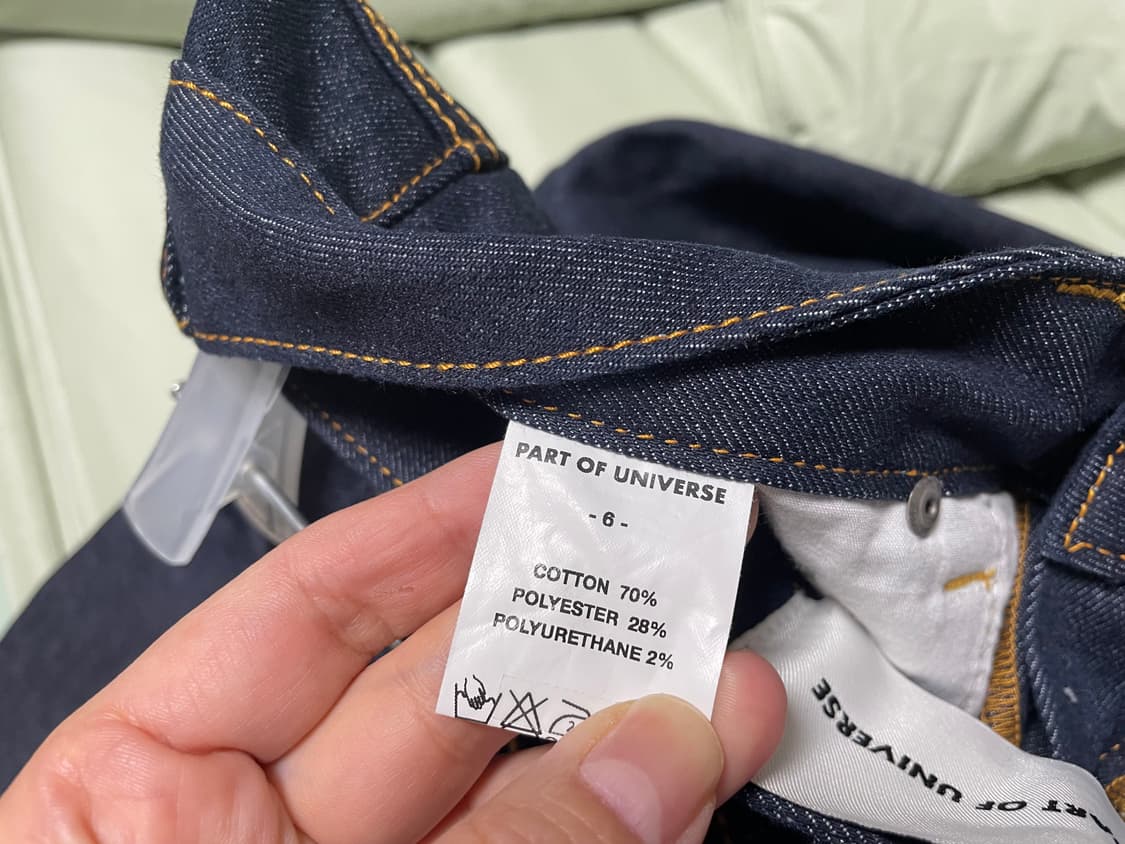 PART OF UNIVERSE
- 6 -
COTTON 70%
POLYESTER 28%
POLYURETHANE 2%
PART OF UNIVERSE